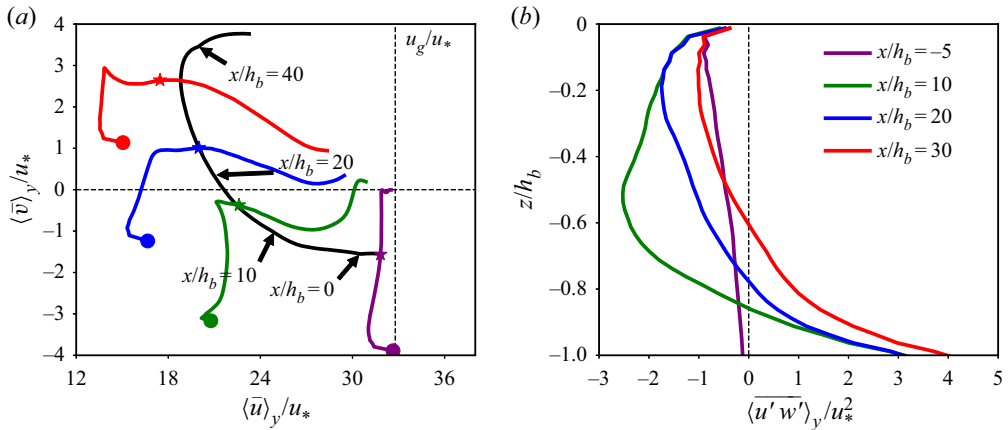 (a)
4
3
2
1
0
–1
–2
–3
–4
⟨v̄⟩y/u*
ug/u*
x/hb = 40
x/hb = 20
x/hb = 10
x/hb = 0
12 18 24 30 36
⟨ū⟩y/u*
(b)
0
–0.2
–0.4
–0.6
–0.8
–1.0
z/hb
x/hb = –5
x/hb = 10
x/hb = 20
x/hb = 30
–3 –2 –1 0 1 2 3 4 5
⟨u′ w′⟩y/u*2